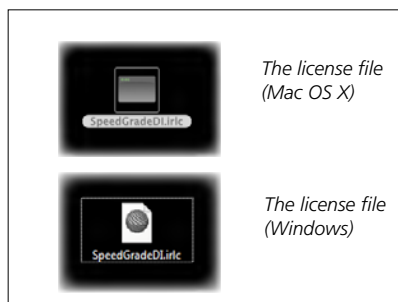 The license file
(Mac OS X)
SpeedGradeDI.irlc
The license file
(Windows)
SpeedGradeDI.irlc